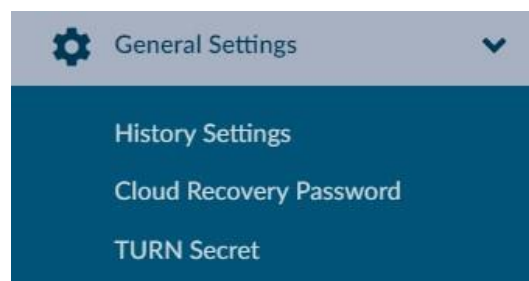 General Settings
History Settings
Cloud Recovery Password
TURN Secret